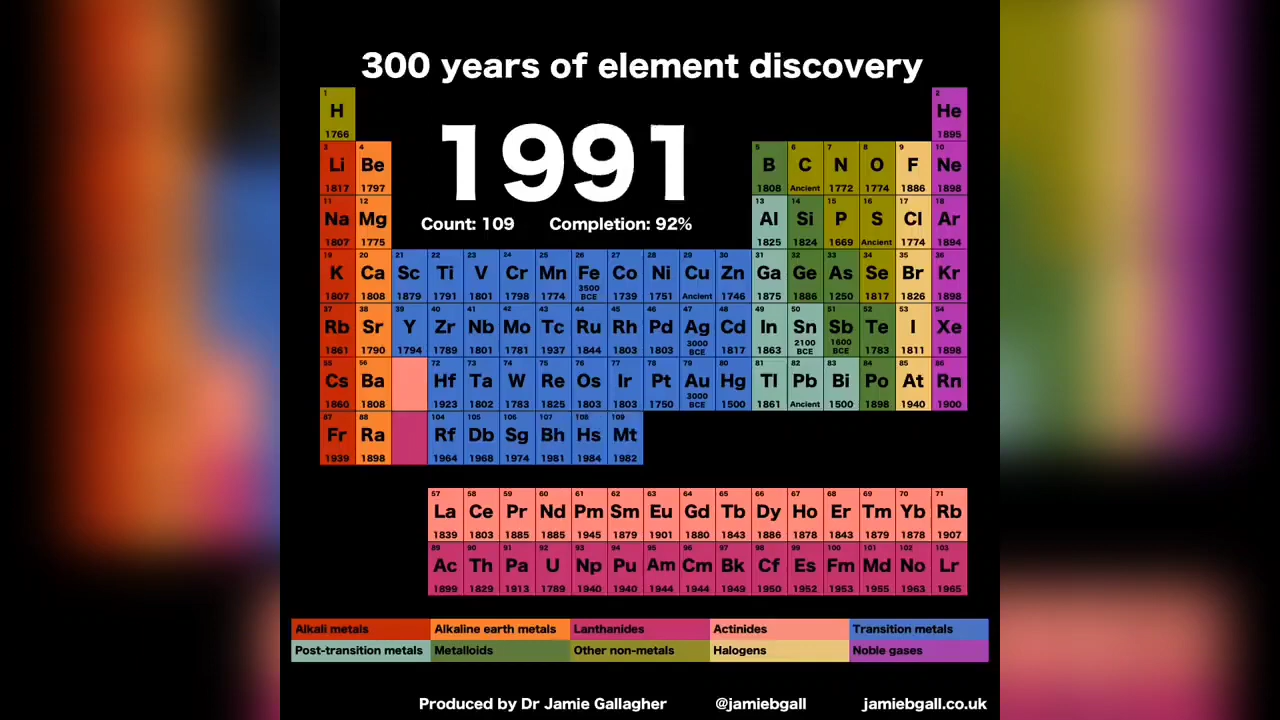 300 years of element discovery
1 2
H He
1766 1991 1895
3 4 5 6 7 8 9 10
Li Be B C N O F Ne
1817 1797 1808 Ancient 1772 1774 1886 1898
11 12 13 14 15 16 17 18
Na Mg Count: 109 Completion: 92% Al Si P S Cl Ar
1807 1775 1825 1824 1669 Ancient 1774 1894
19 20 21 22 23 24 25 26 27 28 29 30 31 32 33 34 35 36
K Ca Sc Ti V Cr Mn Fe Co Ni Cu Zn Ga Ge As Se Br Kr
1807 1808 1879 1791 1801 1798 1774 3500 BCE 1739 1751 Ancient 1746 1875 1886 1250 1817 1826 1898
37 38 39 40 41 42 43 44 45 46 47 48 49 50 51 52 53 54
Rb Sr Y Zr Nb Mo Tc Ru Rh Pd Ag Cd In Sn Sb Te I Xe
1861 1790 1794 1789 1801 1781 1937 1844 1803 1803 3000 BCE 1817 1863 2100 BCE 1600 BCE 1783 1811 1898
55 56 72 73 74 75 76 77 78 79 80 81 82 83 84 85 86
Cs Ba Hf Ta W Re Os Ir Pt Au Hg Tl Pb Bi Po At Rn
1860 1808 1923 1802 1783 1825 1803 1803 1750 3000 BCE 1500 1861 Ancient 1500 1898 1940 1900
87 88 104 105 106 107 108 109
Fr Ra Rf Db Sg Bh Hs Mt
1939 1898 1964 1968 1974 1981 1984 1982
57 58 59 60 61 62 63 64 65 66 67 68 69 70 71
La Ce Pr Nd Pm Sm Eu Gd Tb Dy Ho Er Tm Yb Rb
1839 1803 1885 1885 1945 1879 1901 1880 1843 1886 1878 1843 1879 1878 1907
89 90 91 92 93 94 95 96 97 98 99 100 101 102 103
Ac Th Pa U Np Pu Am Cm Bk Cf Es Fm Md No Lr
1899 1829 1913 1789 1940 1940 1944 1944 1949 1950 1952 1953 1955 1963 1965
Alkali metals Alkaline earth metals Lanthanides Actinides Transition metals
Post-transition metals Metalloids Other non-metals Halogens Noble gases
Produced by Dr Jamie Gallagher @jamiebgall jamiebgall.co.uk